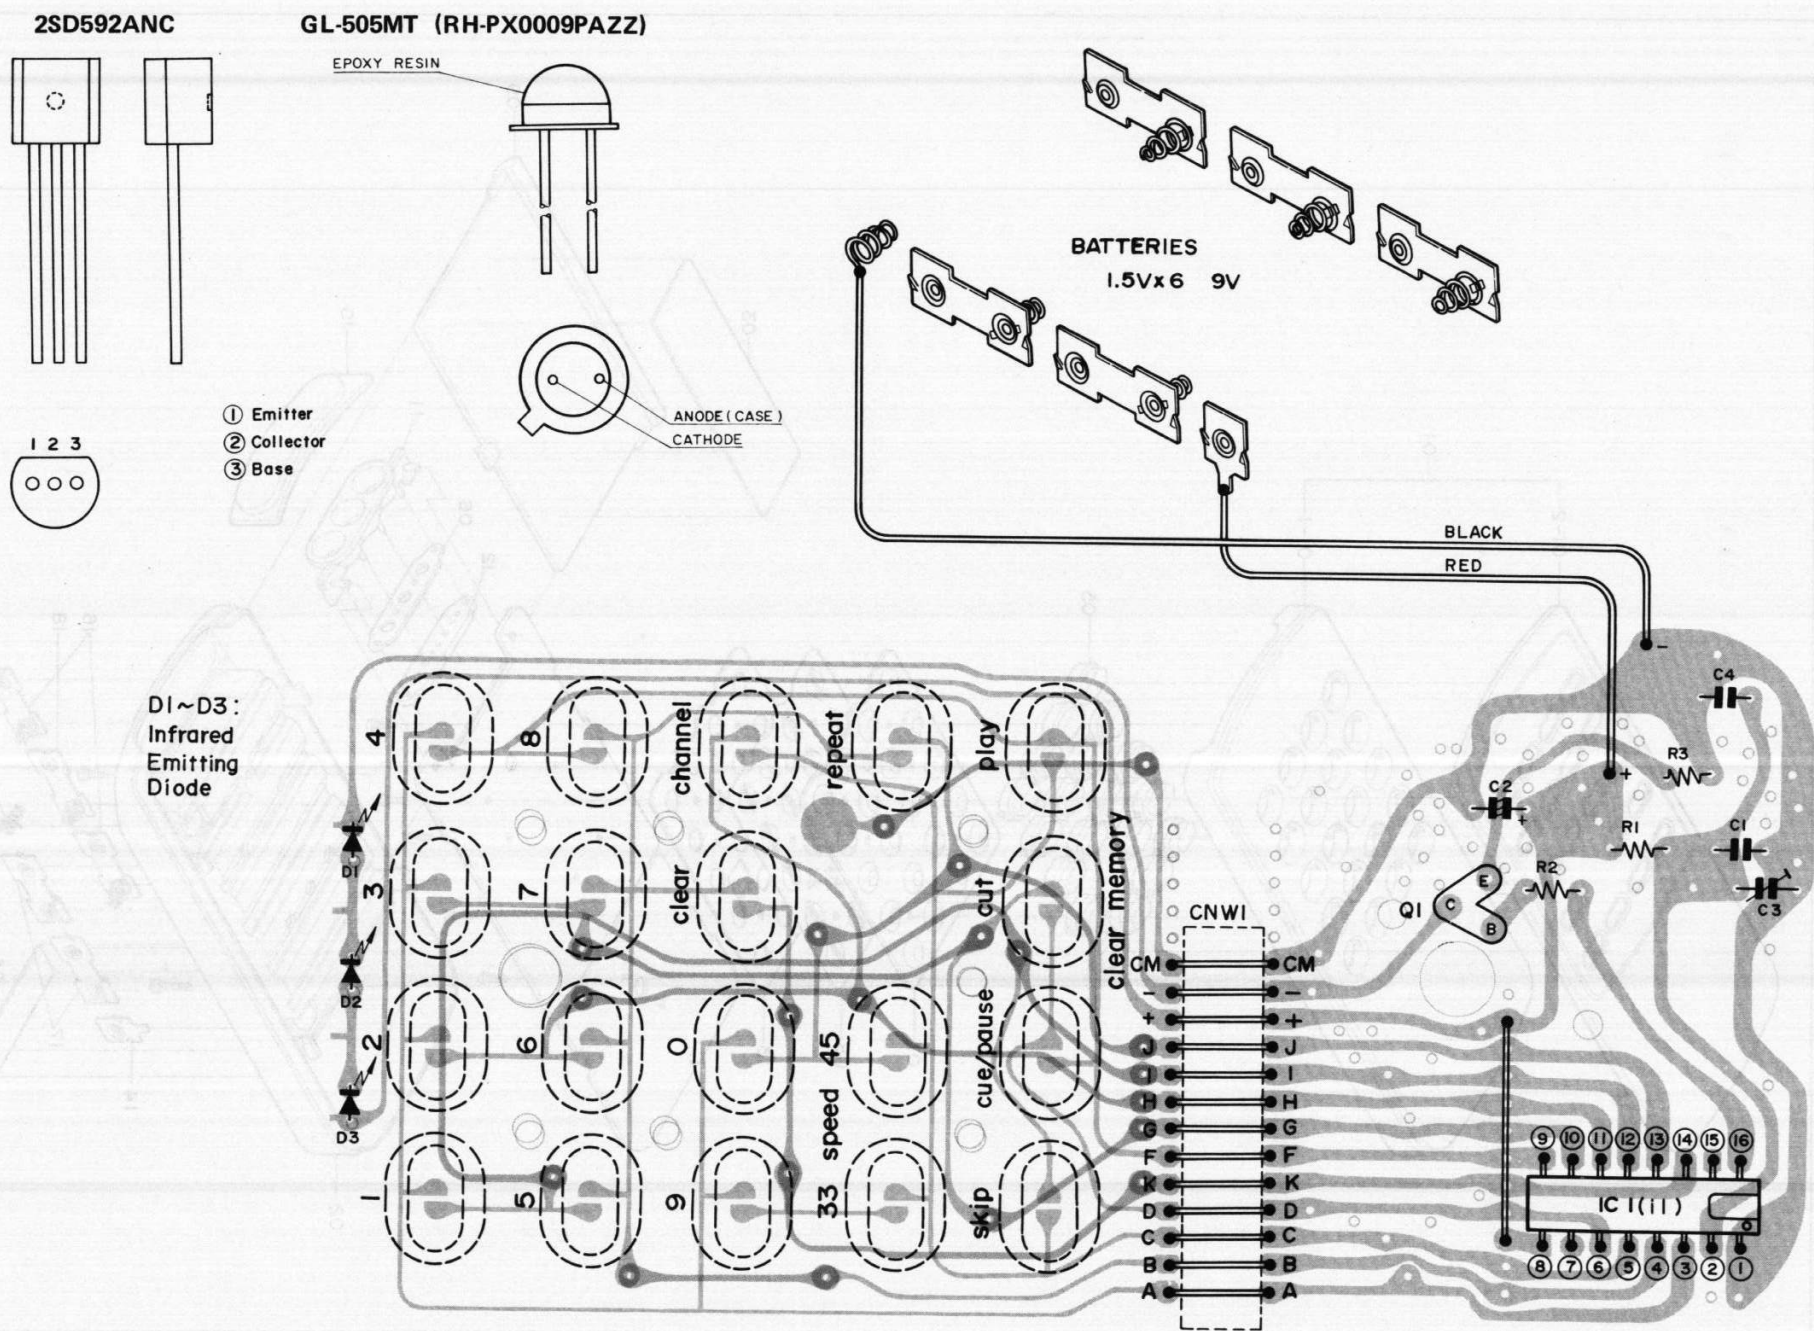 2SD592ANC
GL-505MT (RH-PX0009PAZZ)
EPOXY RESIN
1 2 3
① Emitter
② Collector
③ Base
ANODE (CASE)
CATHODE
BATTERIES
1.5V x 6 9V
BLACK
RED
D1~D3:
Infrared
Emitting
Diode
D1
D2
D3
4
8
channel
repeat
play
3
7
clear
cut
clear memory
2
6
0
45
cue/pause
1
5
9
33
speed
skip
CNW1
CM CM
- -
+ +
J J
I I
H H
G G
F F
K K
D D
C C
B B
A A
-
+
C4
R3
C2
+
R1
C1
R2
C3
Q1
E
C
B
⑨ ⑩ ⑪ ⑫ ⑬ ⑭ ⑮ ⑯
IC 1 (i1)
⑧ ⑦ ⑥ ⑤ ④ ③ ② ①